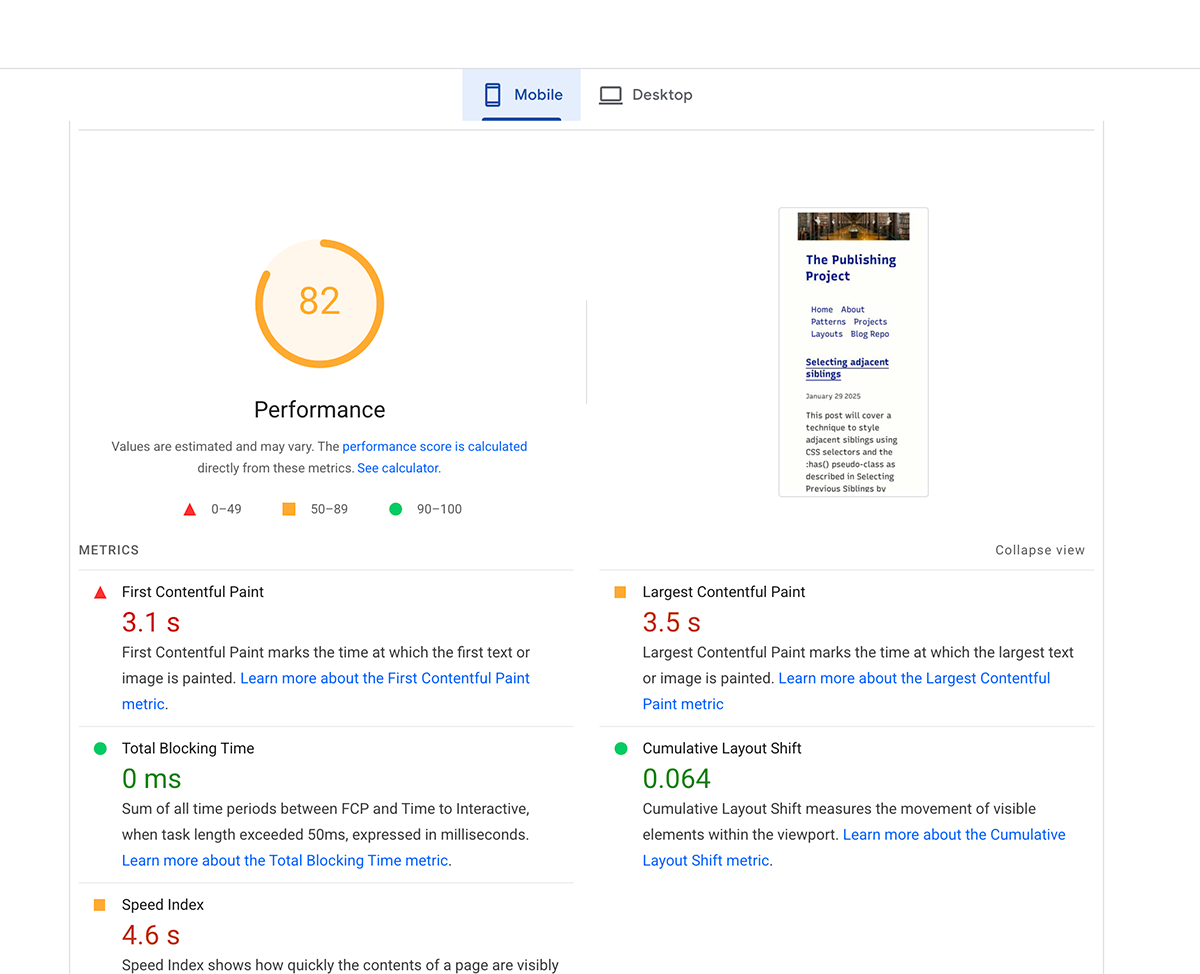 Mobile
Desktop
82
Performance
Values are estimated and may vary. The performance score is calculated
directly from these metrics. See calculator.
0–49
50–89
90–100
The Publishing
Project
Home About
Patterns Projects
Layouts Blog Repo
Selecting adjacent
siblings
January 29 2025
This post will cover a
technique to style
adjacent siblings using
CSS selectors and the
:has() pseudo-class as
described in Selecting
Previous Siblings by
METRICS
Collapse view
First Contentful Paint
3.1 s
First Contentful Paint marks the time at which the first text or
image is painted. Learn more about the First Contentful Paint
metric.
Largest Contentful Paint
3.5 s
Largest Contentful Paint marks the time at which the largest text
or image is painted. Learn more about the Largest Contentful
Paint metric
Total Blocking Time
0 ms
Sum of all time periods between FCP and Time to Interactive,
when task length exceeded 50ms, expressed in milliseconds.
Learn more about the Total Blocking Time metric.
Cumulative Layout Shift
0.064
Cumulative Layout Shift measures the movement of visible
elements within the viewport. Learn more about the Cumulative
Layout Shift metric.
Speed Index
4.6 s
Speed Index shows how quickly the contents of a page are visibly